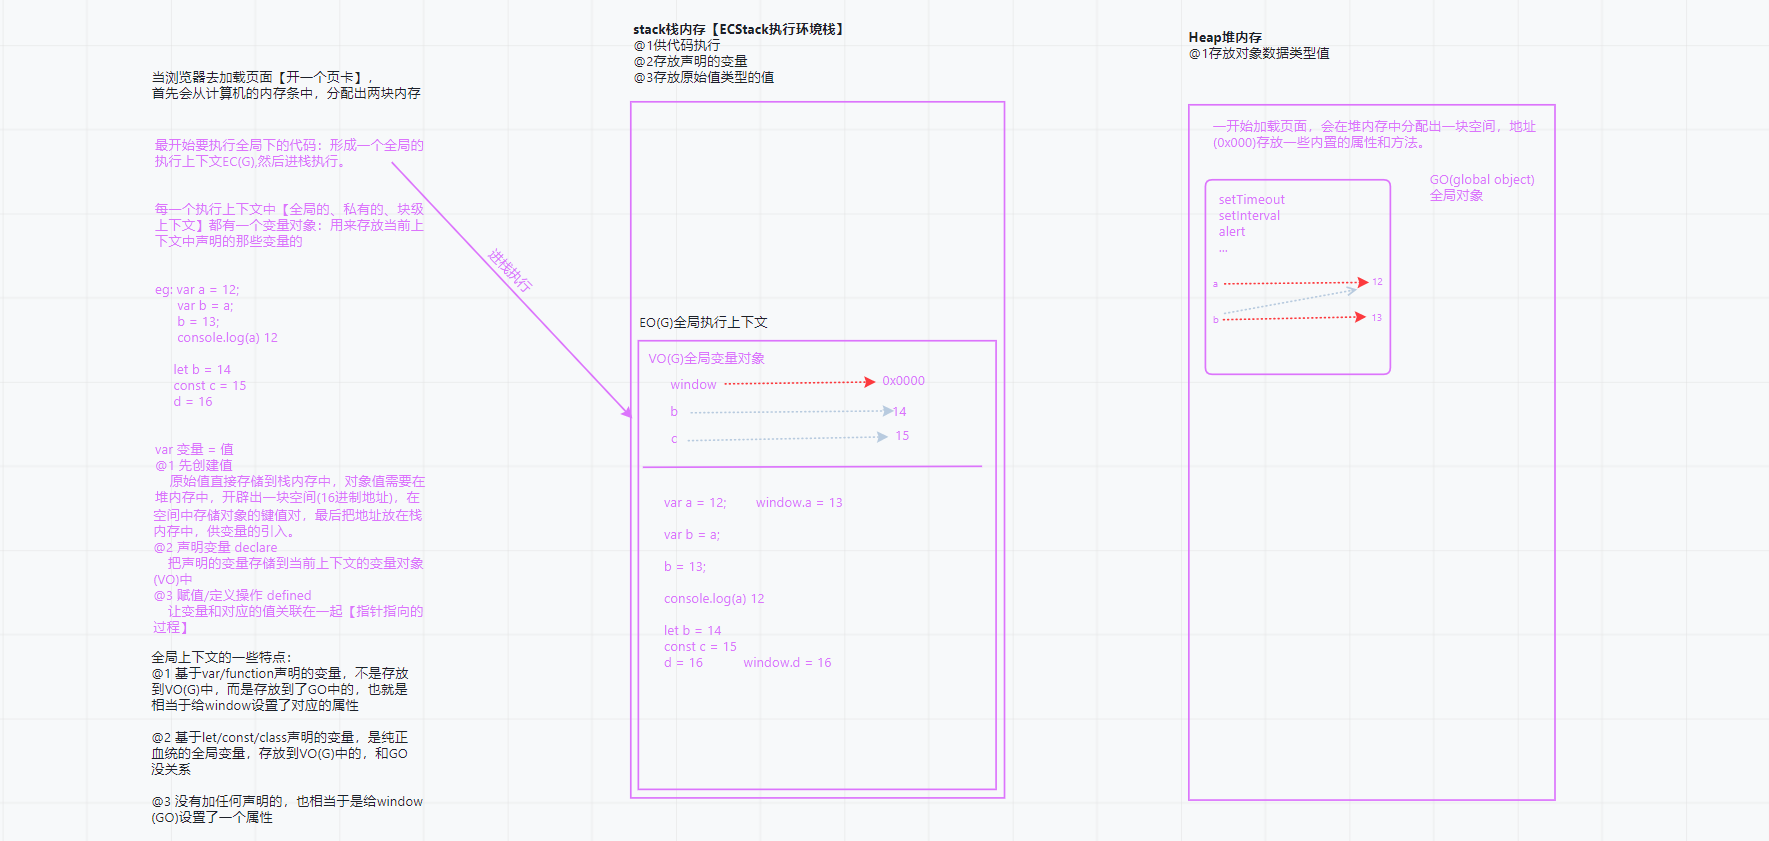 当浏览器去加载页面【开一个页卡】,
首先会从计算机的内存条中，分配出两块内存
最开始要执行全局下的代码：形成一个全局的
执行上下文EC(G),然后进栈执行。
每一个执行上下文中【全局的、私有的、块级
上下文】都有一个变量对象：用来存放当前上
下文中声明的那些变量的
eg: var a = 12;
var b = a;
b = 13;
console.log(a) 12
let b = 14
const c = 15
d = 16
var 变量 = 值
@1 先创建值
原始值直接存储到栈内存中，对象值需要在
堆内存中，开辟出一块空间(16进制地址)，在
空间中存储对象的键值对，最后把地址放在栈
内存中，供变量的引入。
@2 声明变量 declare
把声明的变量存储到当前上下文的变量对象
(VO)中
@3 赋值/定义操作 defined
让变量和对应的值关联在一起【指针指向的
过程】
全局上下文的一些特点：
@1 基于var/function声明的变量，不是存放
到VO(G)中，而是存放到了GO中的，也就是
相当于给window设置了对应的属性
@2 基于let/const/class声明的变量，是纯正
血统的全局变量，存放到VO(G)中的，和GO
没关系
@3 没有加任何声明的，也相当于是给window
(GO)设置了一个属性
进栈执行
stack栈内存【ECStack执行环境栈】
@1供代码执行
@2存放声明的变量
@3存放原始值类型的值
EO(G)全局执行上下文
VO(G)全局变量对象
window 0x0000
b 14
c 15
var a = 12; window.a = 13
var b = a;
b = 13;
console.log(a) 12
let b = 14
const c = 15
d = 16 window.d = 16
Heap堆内存
@1存放对象数据类型值
一开始加载页面，会在堆内存中分配出一块空间，地址
(0x000)存放一些内置的属性和方法。
GO(global object)
全局对象
setTimeout
setInterval
alert
...
a 12
b 13